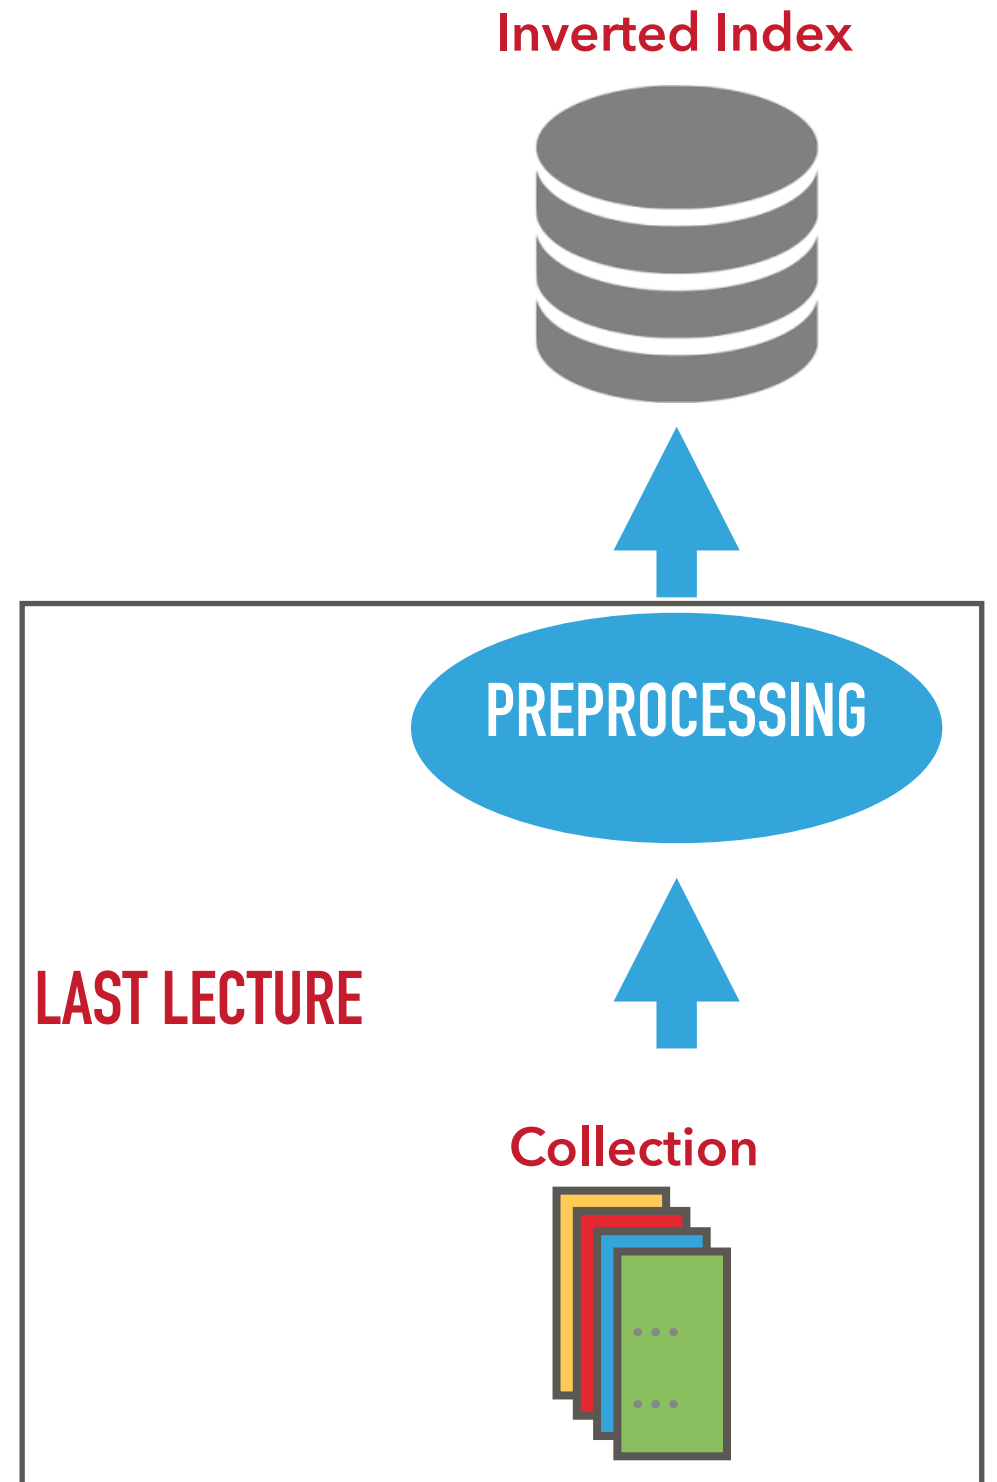 Inverted Index
PREPROCESSING
LAST LECTURE
Collection
...
...